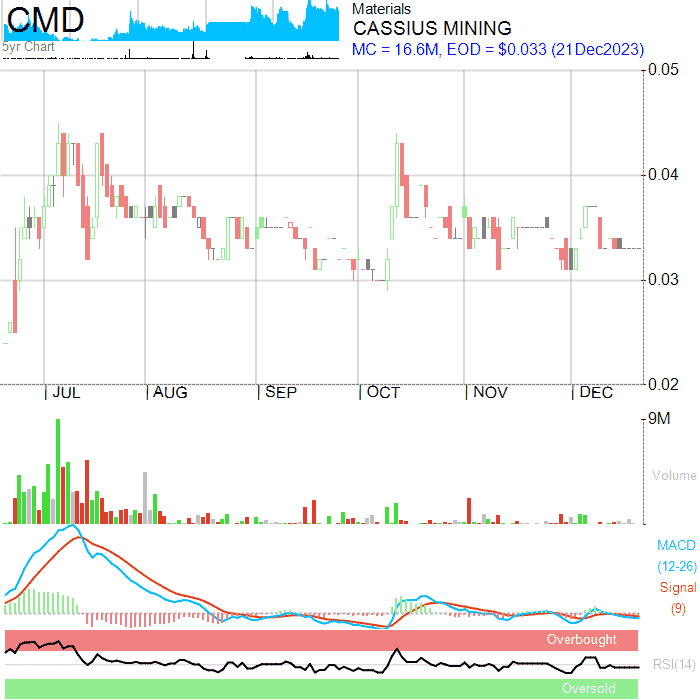 CMD
5yr Chart
Materials
CASSIUS MINING
MC = 16.6M, EOD = $0.033 (21Dec2023)
0.05
0.04
0.03
0.02
| JUL | AUG | SEP | OCT | NOV | DEC
9M
Volume
MACD
(12-26)
Signal
(9)
Overbought
RSI(14)
Oversold